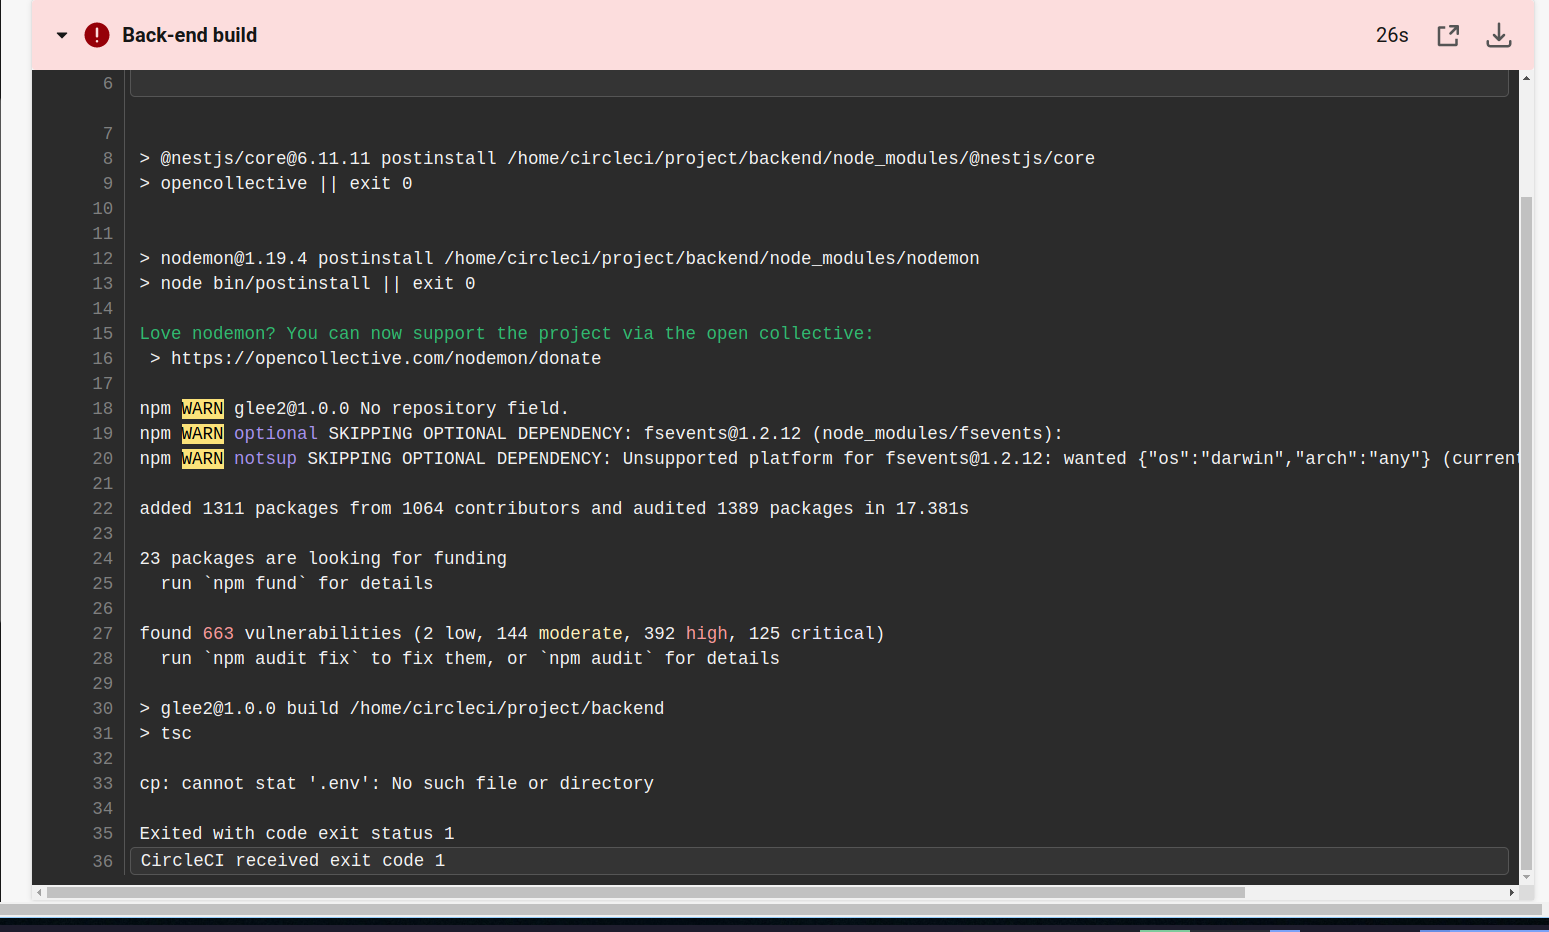 Back-end build
26s
6
7
8 > @nestjs/core@6.11.11 postinstall /home/circleci/project/backend/node_modules/@nestjs/core
9 > opencollective || exit 0
10
11
12 > nodemon@1.19.4 postinstall /home/circleci/project/backend/node_modules/nodemon
13 > node bin/postinstall || exit 0
14
15 Love nodemon? You can now support the project via the open collective:
16 > https://opencollective.com/nodemon/donate
17
18 npm WARN glee2@1.0.0 No repository field.
19 npm WARN optional SKIPPING OPTIONAL DEPENDENCY: fsevents@1.2.12 (node_modules/fsevents):
20 npm WARN notsup SKIPPING OPTIONAL DEPENDENCY: Unsupported platform for fsevents@1.2.12: wanted {"os":"darwin","arch":"any"} (current
21
22 added 1311 packages from 1064 contributors and audited 1389 packages in 17.381s
23
24 23 packages are looking for funding
25 run `npm fund` for details
26
27 found 663 vulnerabilities (2 low, 144 moderate, 392 high, 125 critical)
28 run `npm audit fix` to fix them, or `npm audit` for details
29
30 > glee2@1.0.0 build /home/circleci/project/backend
31 > tsc
32
33 cp: cannot stat '.env': No such file or directory
34
35 Exited with code exit status 1
36 CircleCI received exit code 1